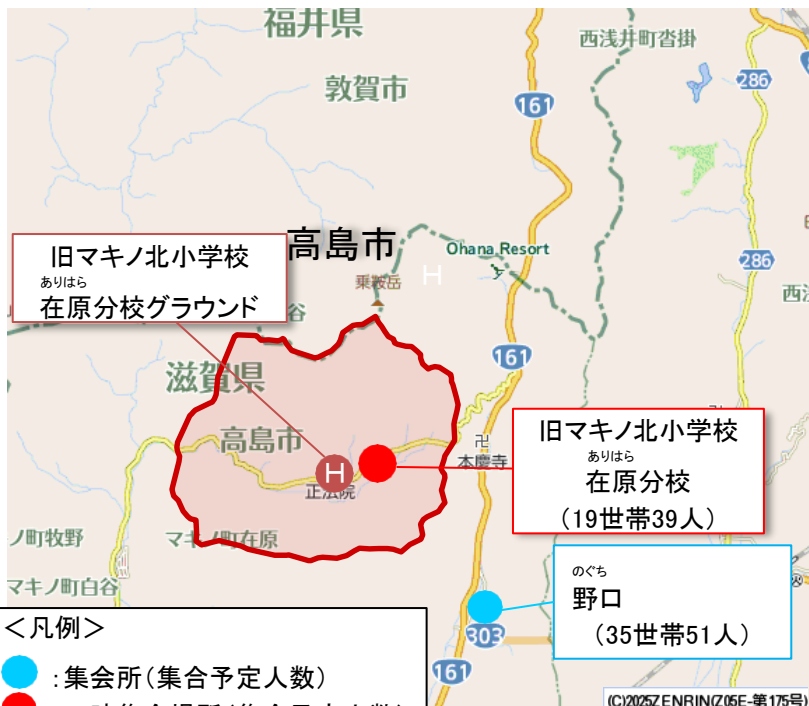 福井県
西浅井町沓掛
敦賀市
286
161
旧マキノ北小学校
ありはら
在原分校グラウンド
高島市
Ohana Resort
H
乗鞍岳
286
谷
161
滋賀県
高島市
旧マキノ北小学校
ありはら
在原分校
(19世帯39人)
卍
本慶寺
H
正法院
ノ町牧野
マキノ町在原
マキノ町白谷
のぐち
野口
(35世帯51人)
303
161
<凡例>
:集会所(集合予定人数)
(C)2025ZENRIN(Z05E-第175号)